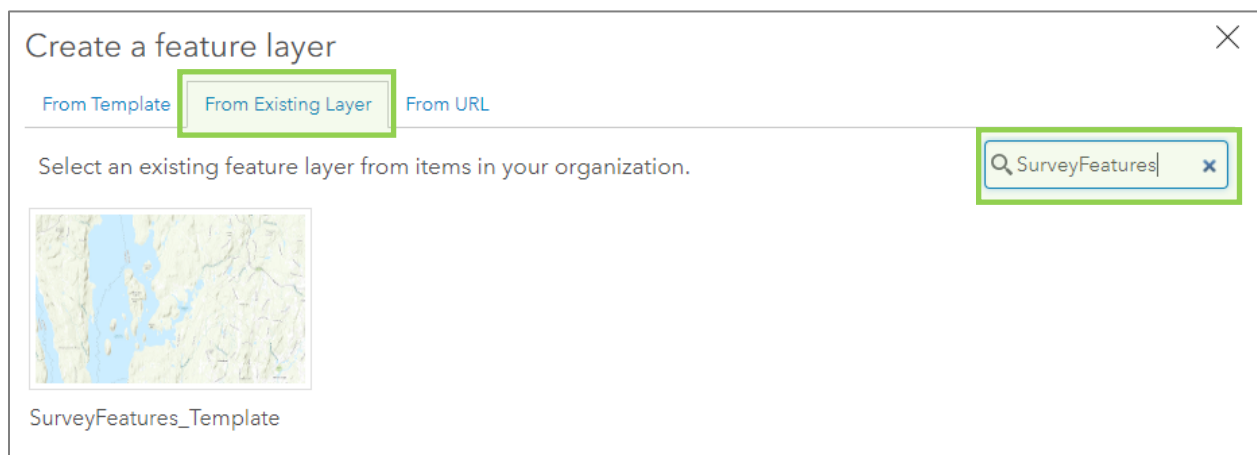 Create a feature layer
From Template From Existing Layer From URL
Select an existing feature layer from items in your organization.
SurveyFeatures
SurveyFeatures_Template